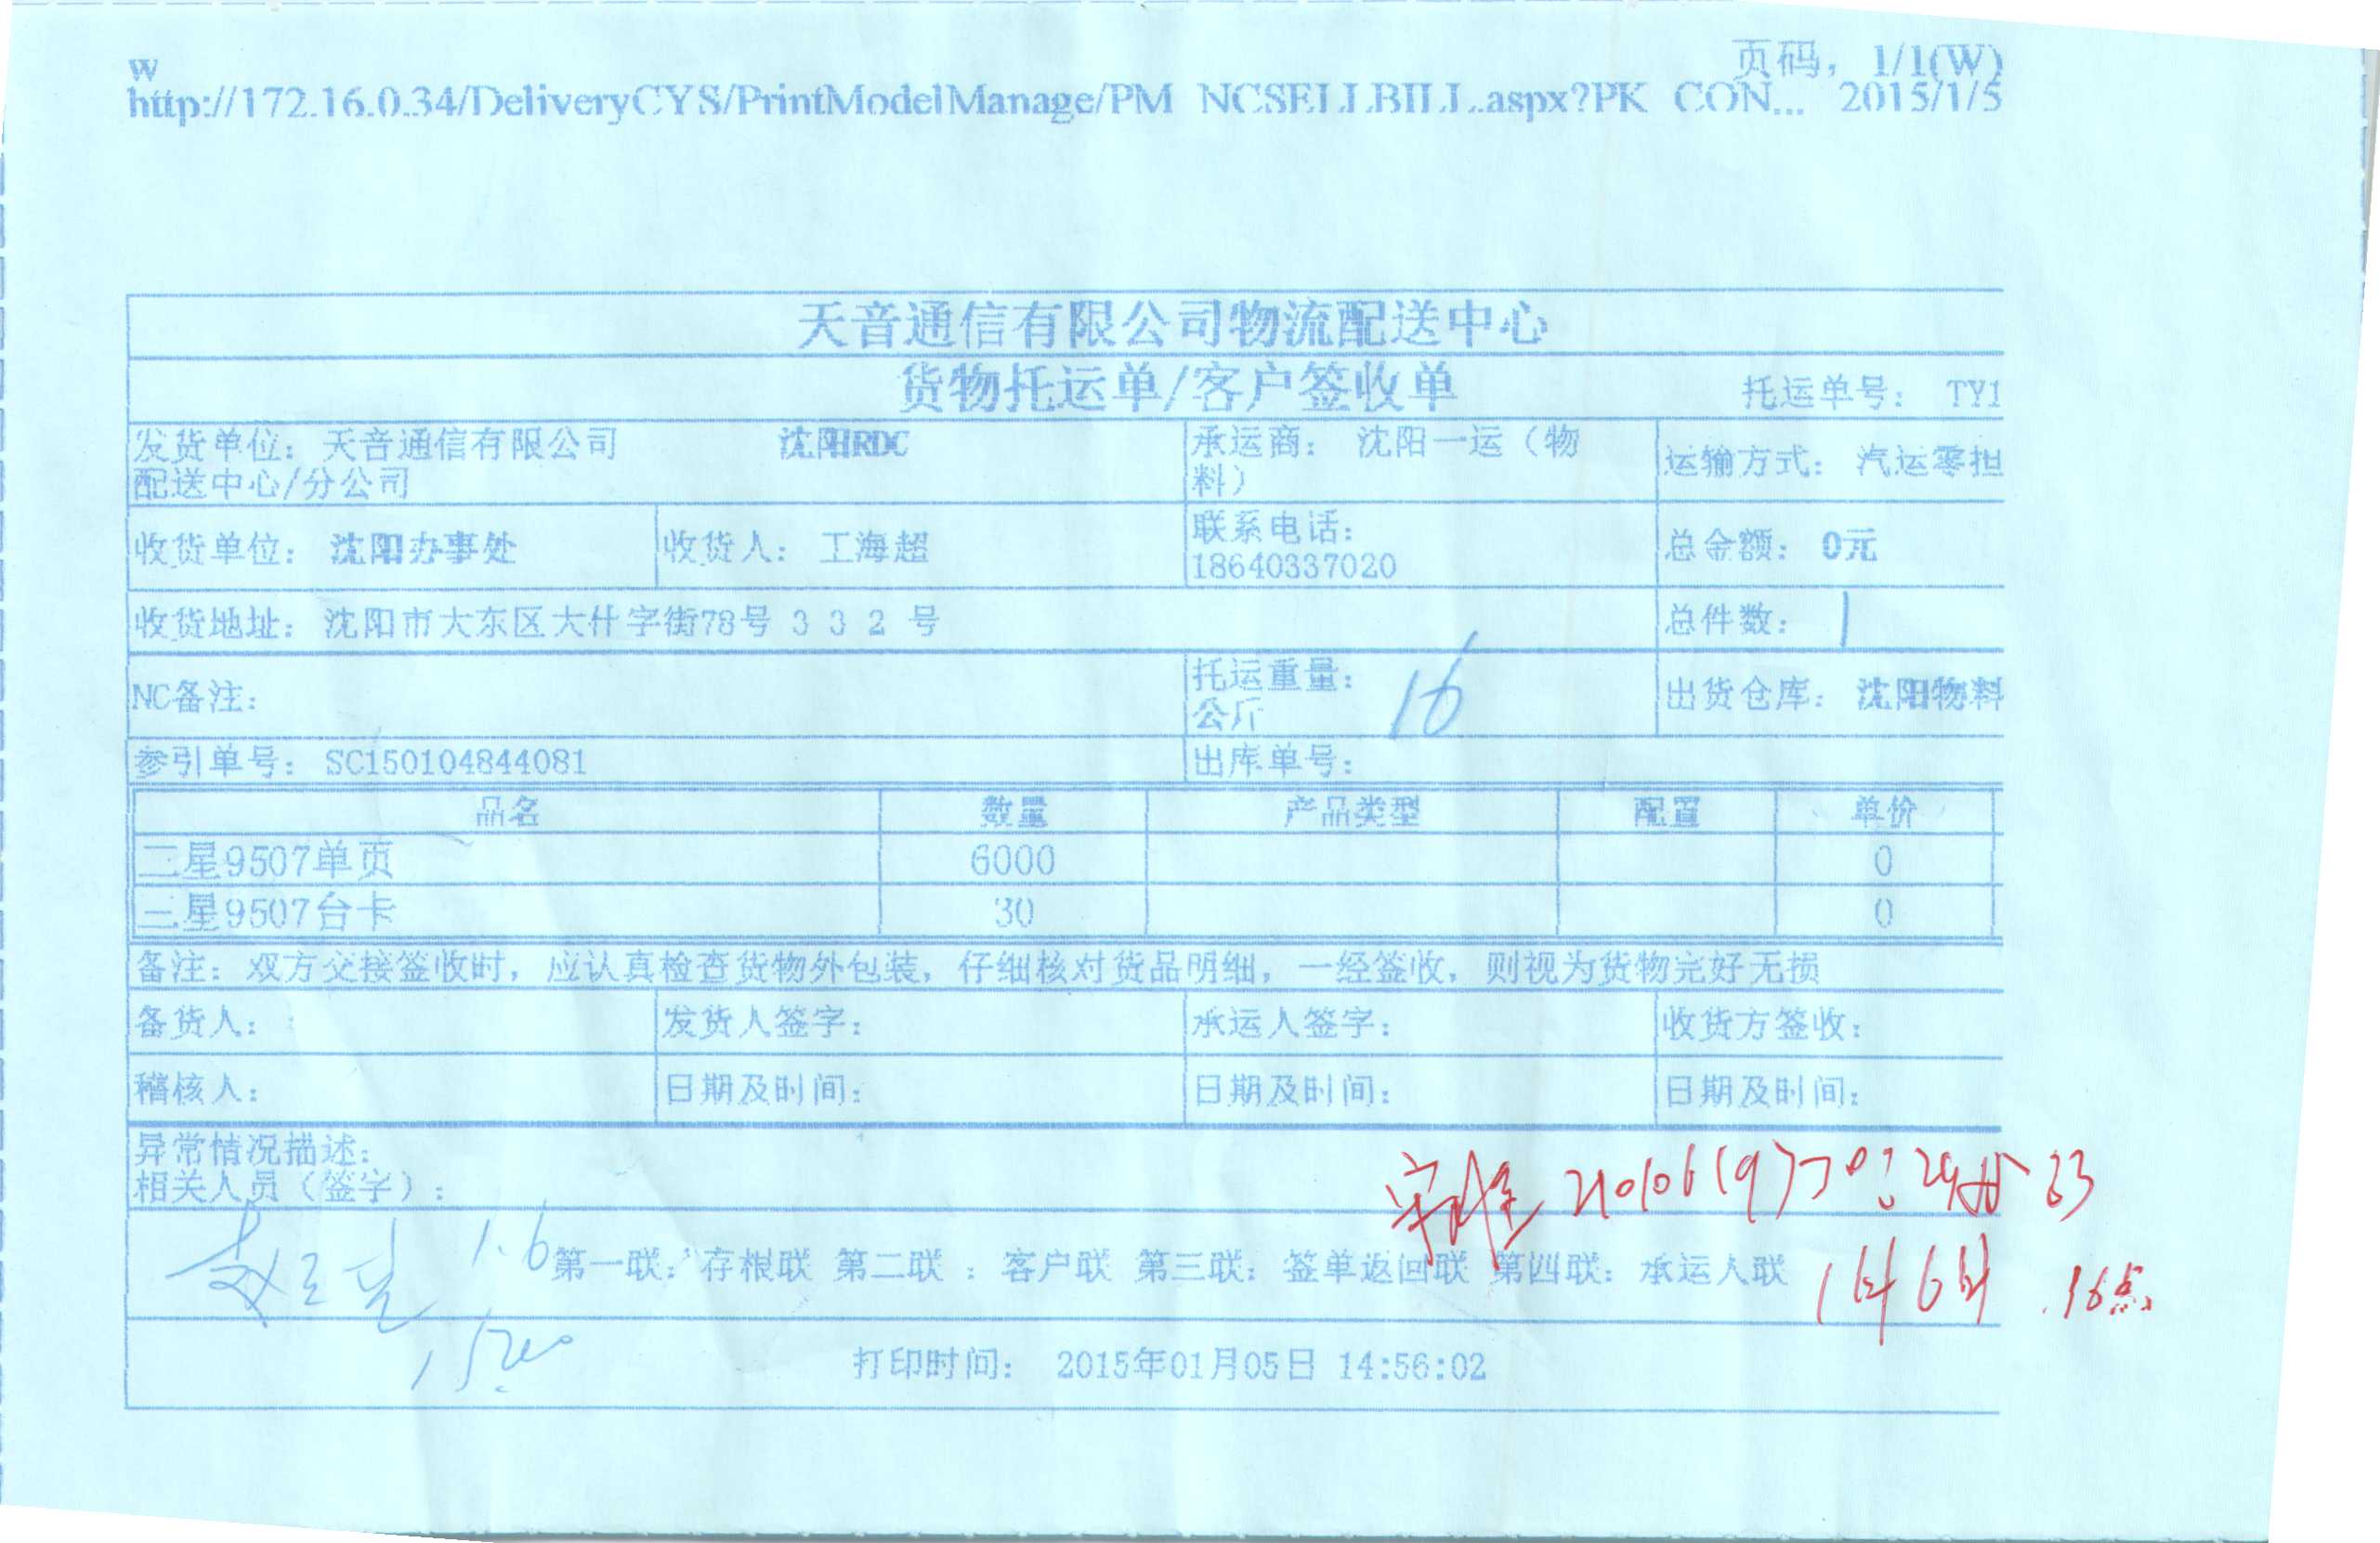 W
页码，1/1(W)
http://172.16.0.34/DeliveryCYS/PrintModelManage/PM NCSELLBILL.aspx?PK CON... 2015/1/5
天音通信有限公司物流配送中心
货物托运单/客户签收单 托运单号： TY1
发货单位： 天音通信有限公司 沈阳RDC
配送中心/分公司
承运商： 沈阳一运（物
料）
运输方式： 汽运零担
收货单位： 沈阳办事处 收货人： 王海超
联系电话：
18640337020
总金额： 0元
收货地址： 沈阳市大东区大什字街78号 3 3 2 号 总件数： 1
NC备注：
托运重量： 16
公斤
出货仓库： 沈阳物料
参引单号： SC150104844081 出库单号：
品名 数量 产品类型 配置 单价
三星9507单页 6000 0
三星9507台卡 30 0
备注： 双方交接签收时，应认真检查货物外包装，仔细核对货品明细，一经签收，则视为货物完好无损
备货人： 发货人签字： 承运人签字： 收货方签收：
稽核人： 日期及时间： 日期及时间： 日期及时间：
异常情况描述：
相关人员（签字）：
1.6
第一联： 存根联 第二联 ： 客户联 第三联： 签单返回联 第四联： 承运人联
1月6日 16点
打印时间： 2015年01月05日 14:56:02